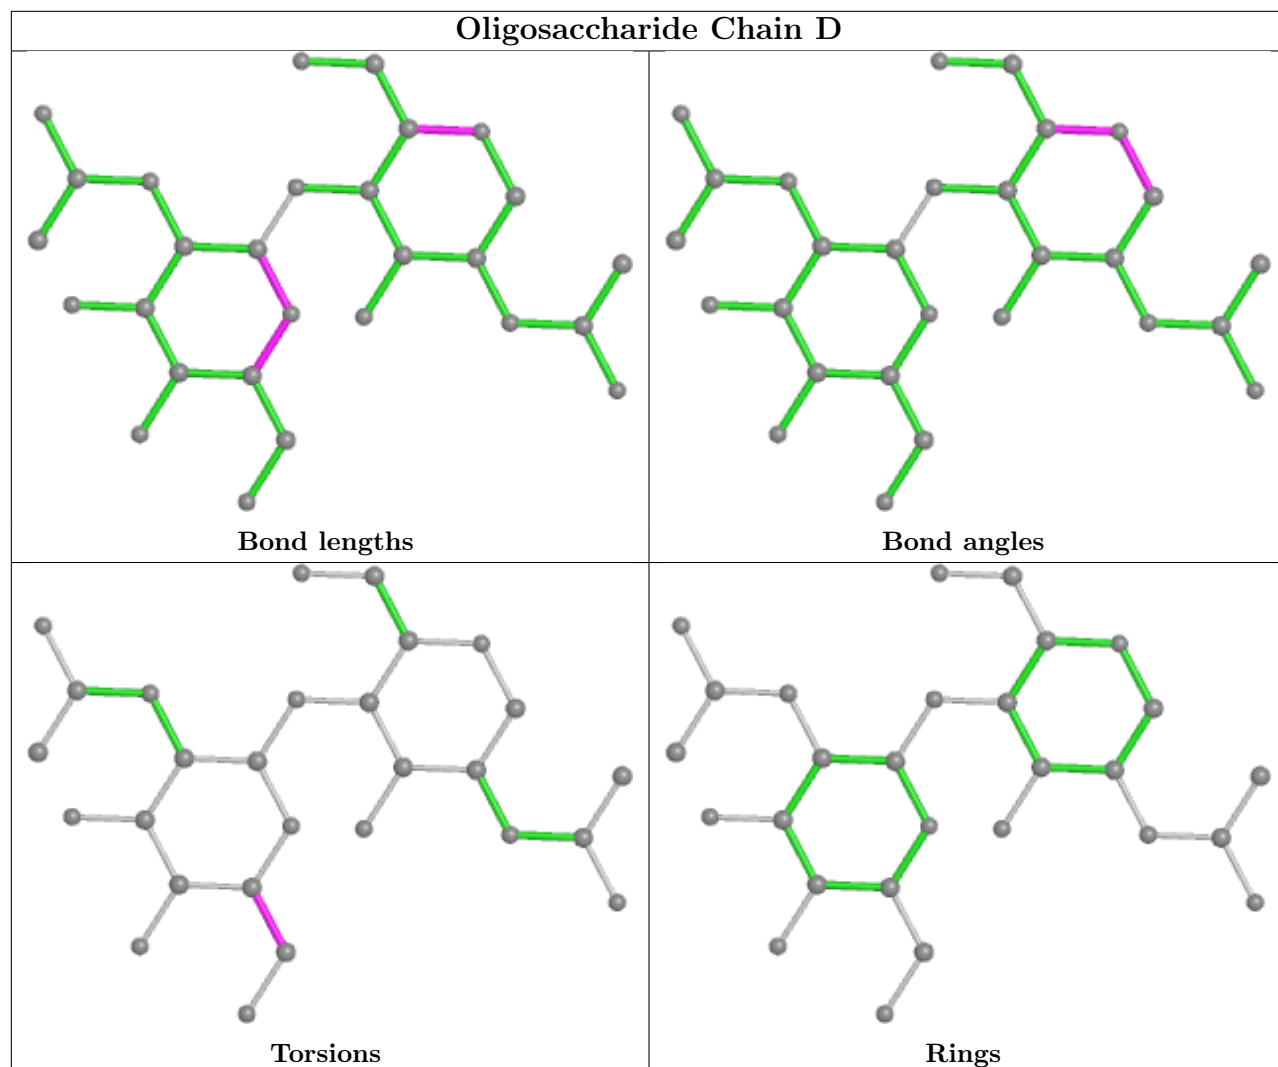 Oligosaccharide Chain D
Bond lengths
Bond angles
Torsions
Rings